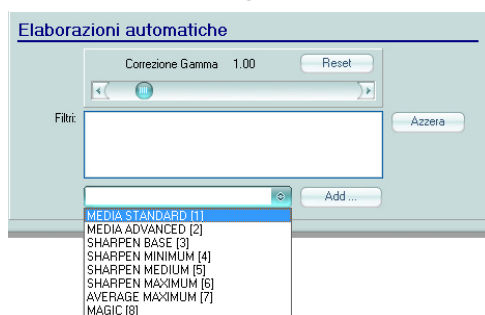 Elaborazioni automatiche
Correzione Gamma 1.00 Reset
Filtri:
Azzera
Add ...
MEDIA STANDARD [1]
MEDIA ADVANCED [2]
SHARPEN BASE [3]
SHARPEN MINIMUM [4]
SHARPEN MEDIUM [5]
SHARPEN MAXIMUM [6]
AVERAGE MAXIMUM [7]
MAGIC [8]